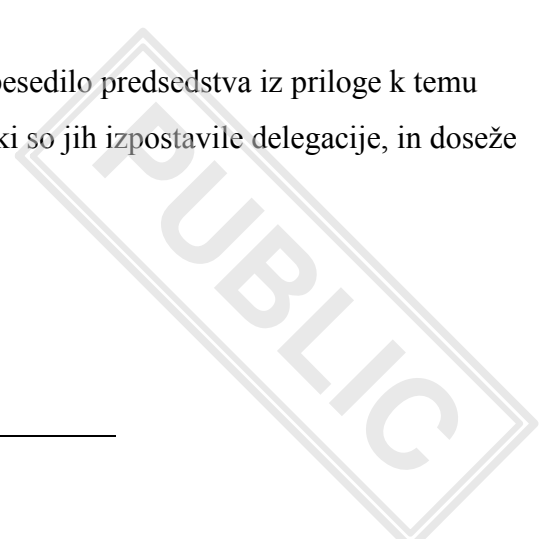 besedilo predsedstva iz priloge k temu
ki so jih izpostavile delegacije, in doseže
PUBLIC